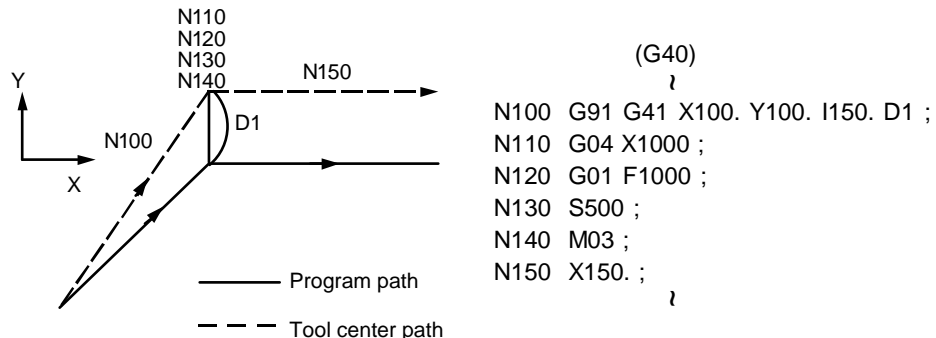 N110
N120
N130
N140
N150
Y
D1
N100
X
Program path
Tool center path
(G40)
~
N100 G91 G41 X100. Y100. I150. D1 ;
N110 G04 X1000 ;
N120 G01 F1000 ;
N130 S500 ;
N140 M03 ;
N150 X150. ;
~